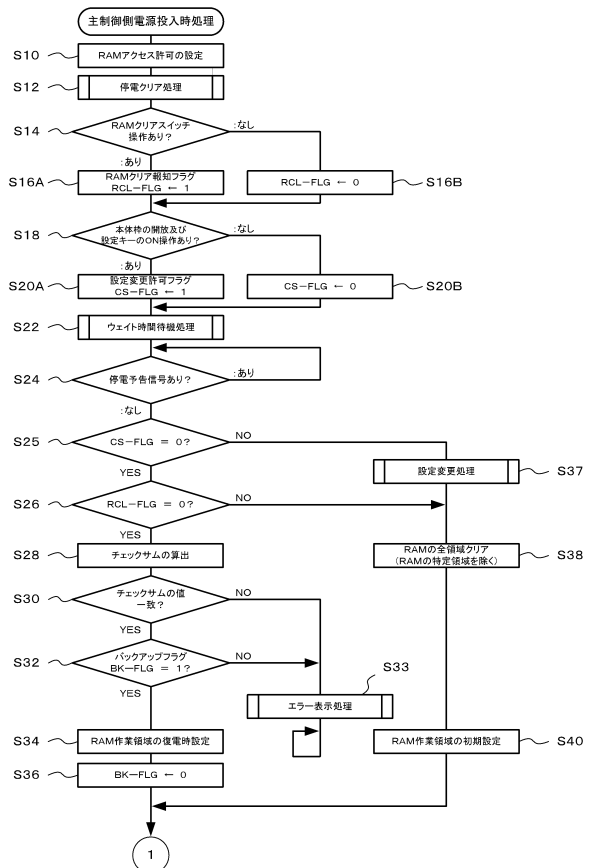 主制御側電源投入時処理
S10
RAMアクセス許可の設定
S12
停電クリア処理
S14
RAMクリアスイッチ
操作あり?
:なし
:あり
S16A
RAMクリア報知フラグ
RCL−FLG ← 1
RCL−FLG ← 0
S16B
S18
本体枠の開放及び
設定キーのON操作あり?
:なし
:あり
S20A
設定変更許可フラグ
CS−FLG ← 1
CS−FLG ← 0
S20B
S22
ウェイト時間待機処理
S24
停電予告信号あり?
:あり
:なし
S25
CS−FLG = 0?
NO
YES
設定変更処理
S37
S26
RCL−FLG = 0?
NO
YES
S28
チェックサムの算出
RAMの全領域クリア
(RAMの特定領域を除く)
S38
S30
チェックサムの値
一致?
NO
YES
S32
バックアップフラグ
BK−FLG = 1?
NO
YES
S33
エラー表示処理
S34
RAM作業領域の復電時設定
RAM作業領域の初期設定
S40
S36
BK−FLG ← 0
1